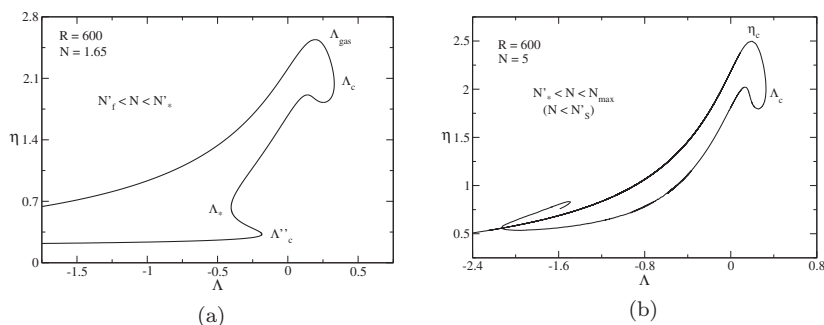 R = 600
N = 1.65
N'_f < N < N'_*
Λ_gas
Λ_c
Λ_*
Λ''_c
η
2.8
2.1
1.4
0.7
0
-1.5 -1 -0.5 0 0.5
Λ
(a)
R = 600
N = 5
N'_* < N < N_max
(N < N'_S)
η_c
Λ_c
η
2.5
2
1.5
1
0.5
-2.4 -1.6 -0.8 0 0.8
Λ
(b)